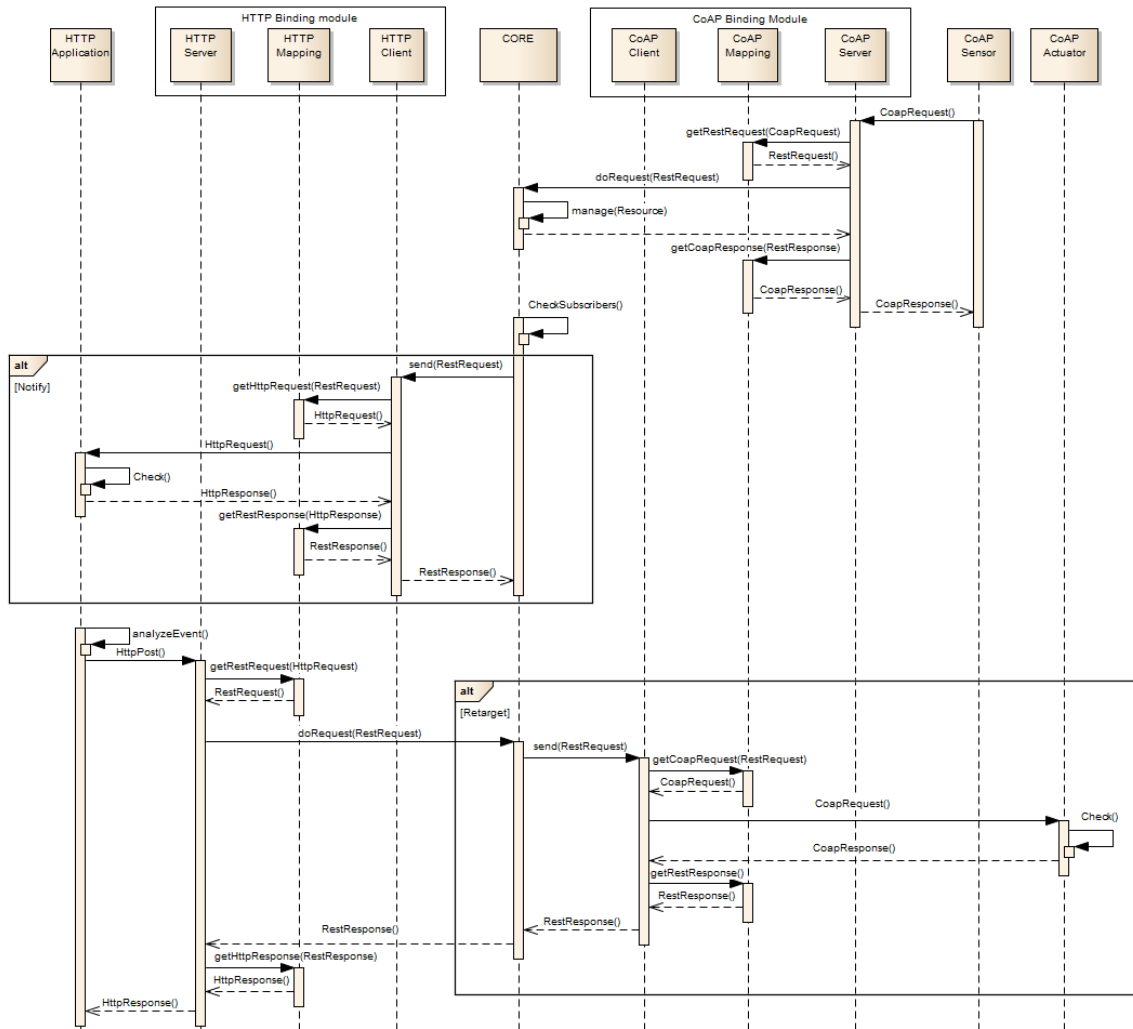 HTTP Binding module
CoAP Binding Module
HTTP
Application
HTTP
Server
HTTP
Mapping
HTTP
Client
CORE
CoAP
Client
CoAP
Mapping
CoAP
Server
CoAP
Sensor
CoAP
Actuator
CoapRequest()
getRestRequest(CoapRequest)
RestRequest()
doRequest(RestRequest)
manage(Resource)
getCoapResponse(RestResponse)
CoapResponse()
CoapResponse()
CheckSubscribers()
alt
[Notify]
send(RestRequest)
getHttpRequest(RestRequest)
HttpRequest()
HttpRequest()
Check()
HttpResponse()
getRestResponse(HttpResponse)
RestResponse()
RestResponse()
analyzeEvent()
HttpPost()
getRestRequest(HttpRequest)
RestRequest()
alt
[Retarget]
doRequest(RestRequest)
send(RestRequest)
getCoapRequest(RestRequest)
CoapRequest()
CoapRequest()
Check()
CoapResponse()
getRestResponse()
RestResponse()
RestResponse()
RestResponse()
getHttpResponse(RestResponse)
HttpResponse()
HttpResponse()